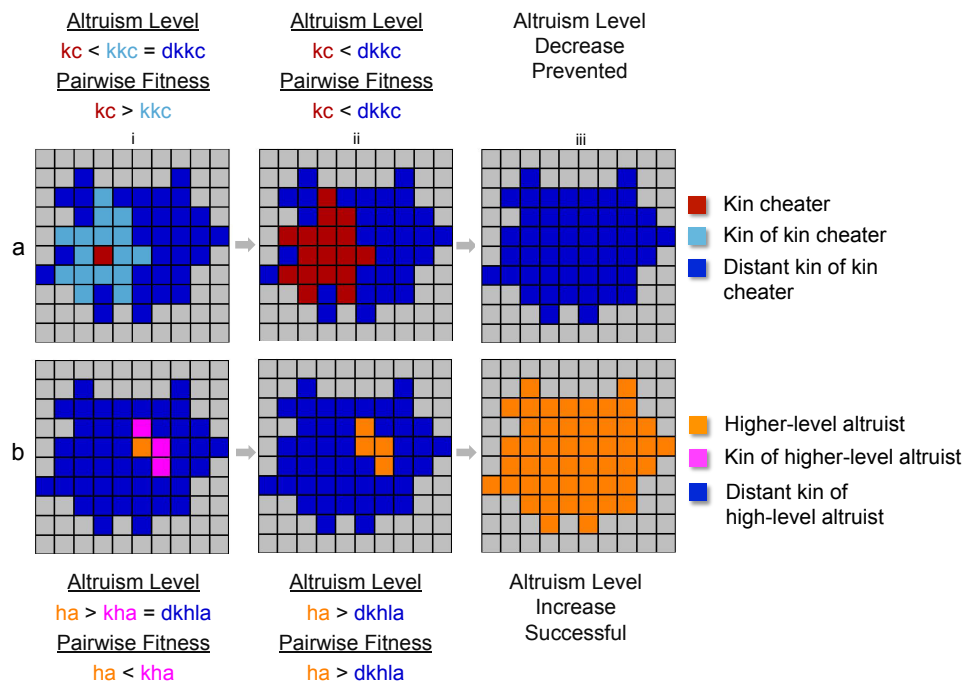 Altruism Level
kc < kkc = dkkc
Pairwise Fitness
kc > kkc
i
Altruism Level
kc < dkkc
Pairwise Fitness
kc < dkkc
ii
Altruism Level
Decrease
Prevented
iii
a
Kin cheater
Kin of kin cheater
Distant kin of kin
cheater
b
Higher-level altruist
Kin of higher-level altruist
Distant kin of
high-level altruist
Altruism Level
ha > kha = dkhla
Pairwise Fitness
ha < kha
Altruism Level
ha > dkhla
Pairwise Fitness
ha > dkhla
Altruism Level
Increase
Successful